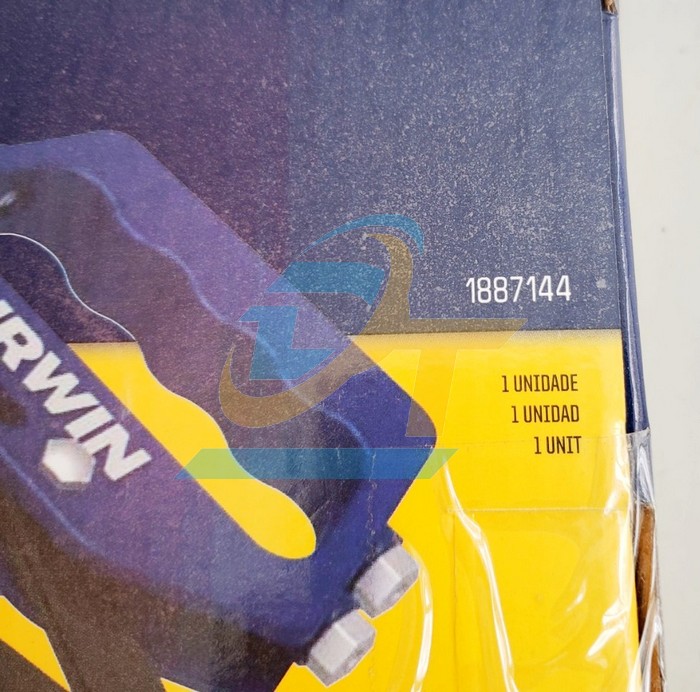 1887144
IRWIN
1 UNIDADE
1 UNIDAD
1 UNIT